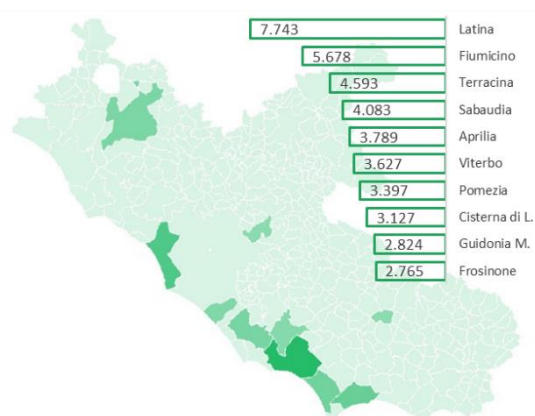 7.743 Latina
5.678 Fiumicino
4.593 Terracina
4.083 Sabaudia
3.789 Aprilia
3.627 Viterbo
3.397 Pomezia
3.127 Cisterna di L.
2.824 Guidonia M.
2.765 Frosinone